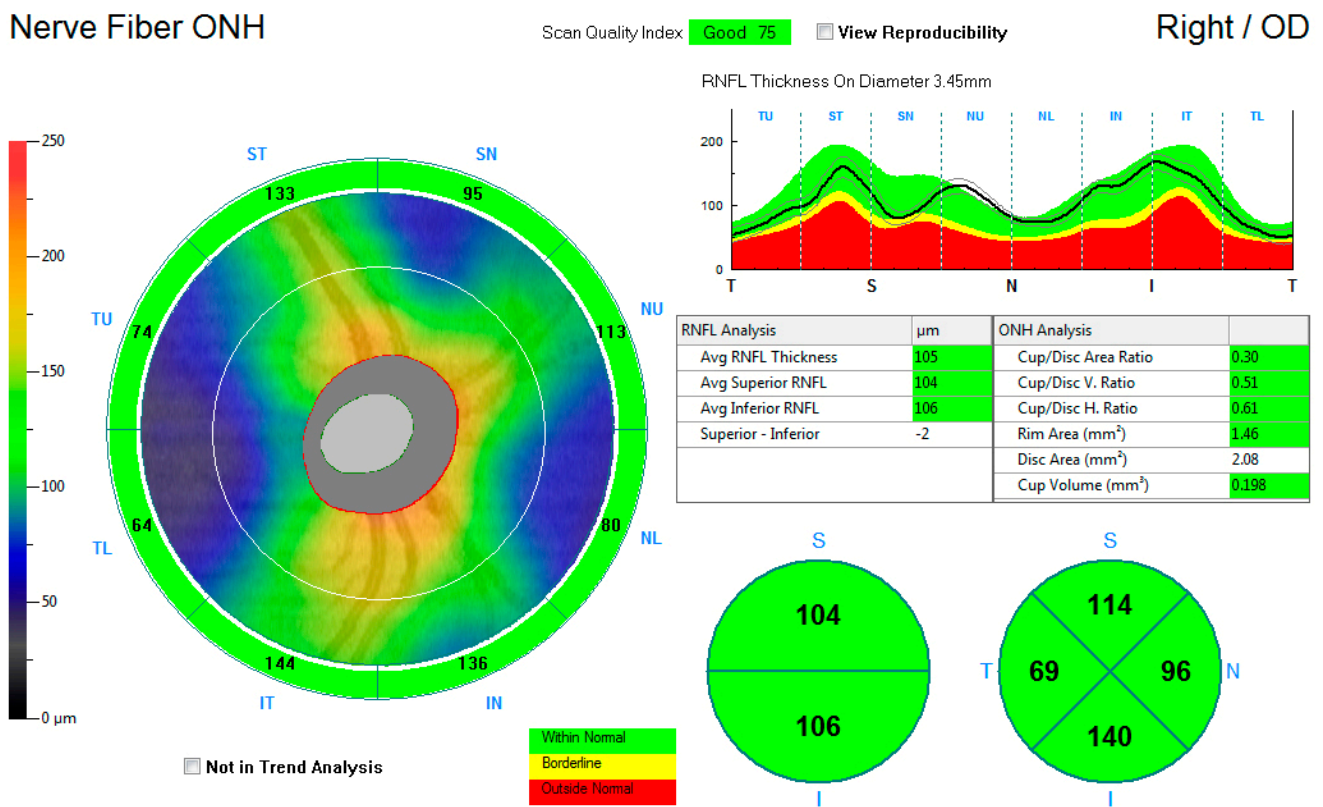 Nerve Fiber ONH
Scan Quality Index Good 75
View Reproducibility
Right / OD
RNFL Thickness On Diameter 3.45mm
TU ST SN NU NL IN IT TL
200
100
0
T S N I T
250
200
150
100
50
0 µm
ST SN
133 95
TU NU
74 113
64 80
TL NL
144 136
IT IN
RNFL Analysis µm
Avg RNFL Thickness 105
Avg Superior RNFL 104
Avg Inferior RNFL 106
Superior - Inferior -2
ONH Analysis
Cup/Disc Area Ratio 0.30
Cup/Disc V. Ratio 0.51
Cup/Disc H. Ratio 0.61
Rim Area (mm²) 1.46
Disc Area (mm²) 2.08
Cup Volume (mm³) 0.198
S
104
106
I
S
114
T 69 96 N
140
I
Not in Trend Analysis
Within Normal
Borderline
Outside Normal